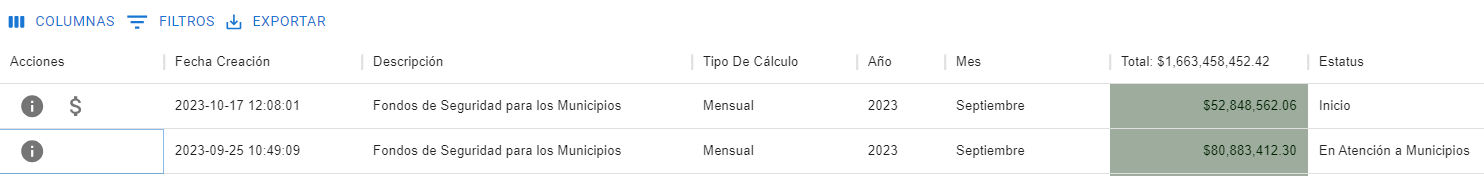 COLUMNAS FILTROS EXPORTAR
Acciones Fecha Creación Descripción Tipo De Cálculo Año Mes Total: $1,663,458,452.42 Estatus
2023-10-17 12:08:01 Fondos de Seguridad para los Municipios Mensual 2023 Septiembre $52,848,562.06 Inicio
2023-09-25 10:49:09 Fondos de Seguridad para los Municipios Mensual 2023 Septiembre $80,883,412.30 En Atención a Municipios